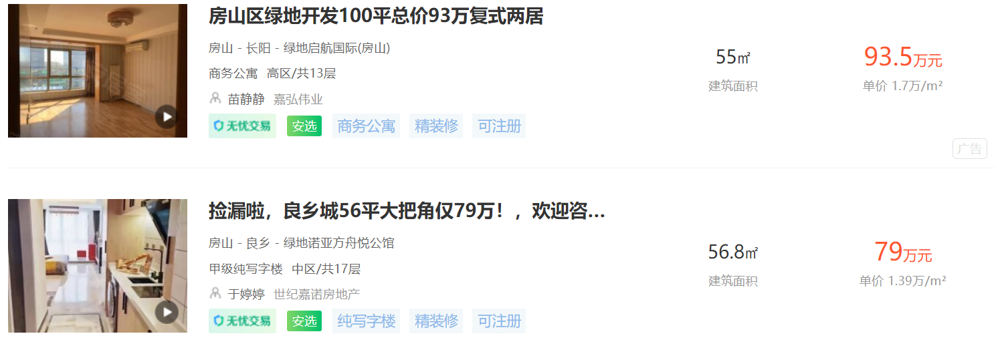 房山区绿地开发100平总价93万复式两居
房山 - 长阳 - 绿地启航国际(房山)
商务公寓 高区/共13层
苗静静 嘉弘伟业
无忧交易 安选 商务公寓 精装修 可注册
55㎡
建筑面积
93.5万元
单价 1.7万/m²
广告
捡漏啦，良乡城56平大把角仅79万！，欢迎咨...
房山 - 良乡 - 绿地诺亚方舟悦公馆
甲级纯写字楼 中区/共17层
于婷婷 世纪嘉诺房地产
无忧交易 安选 纯写字楼 精装修 可注册
56.8㎡
建筑面积
79万元
单价 1.39万/m²